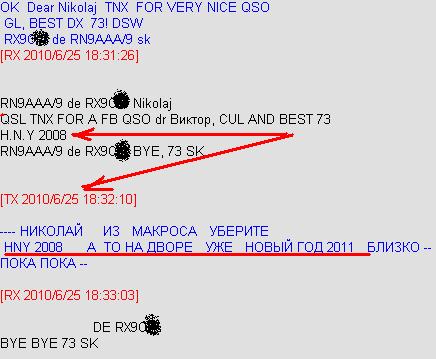 OK Dear Nikolaj TNX FOR VERY NICE QSO
GL, BEST DX 73! DSW
RX9 de RN9AAA/9 sk
[RX 2010/6/25 18:31:26]
RN9AAA/9 de RX9 Nikolaj
QSL TNX FOR A FB QSO dr Виктор, CUL AND BEST 73
H.N.Y 2008
RN9AAA/9 de RX9 BYE, 73 SK
[TX 2010/6/25 18:32:10]
---- НИКОЛАЙ ИЗ МАКРОСА УБЕРИТЕ
HNY 2008 А ТО НА ДВОРЕ УЖЕ НОВЫЙ ГОД 2011 БЛИЗКО --
ПОКА ПОКА --
[RX 2010/6/25 18:33:03]
DE RX9
BYE BYE 73 SK